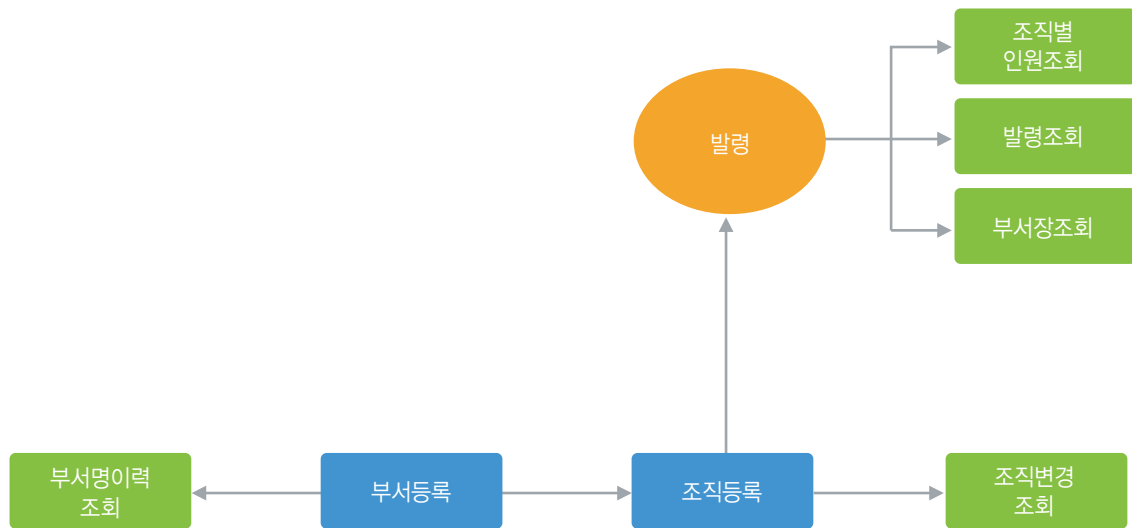 조직별
인원조회
발령
발령조회
부서장조회
부서명이력
조회
부서등록
조직등록
조직변경
조회